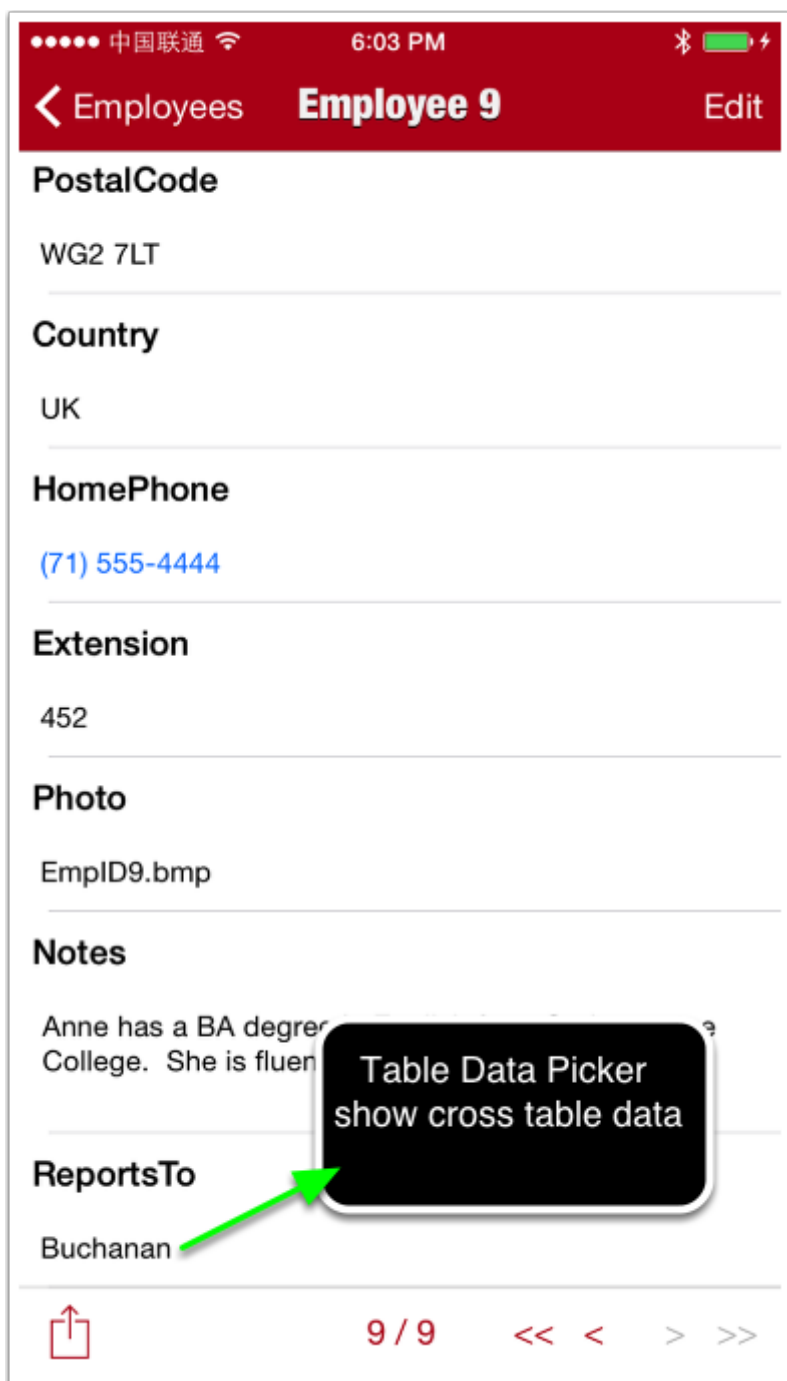 中国联通 6:03 PM
Employees Employee 9 Edit
PostalCode
WG2 7LT
Country
UK
HomePhone
(71) 555-4444
Extension
452
Photo
EmpID9.bmp
Notes
Anne has a BA
College. She is
Table Data Picker
show cross table data
ReportsTo
Buchanan
9 / 9 << < > >>